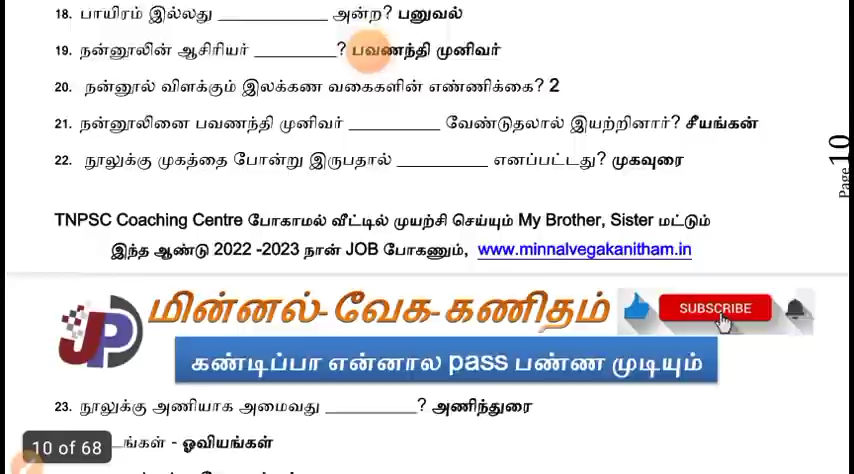 18. பாயிரம் இல்லது ____________ அன்ற? பனுவல்
19. நன்னூலின் ஆசிரியர் _________? பவணந்தி முனிவர்
20. நன்னூல் விளக்கும் இலக்கண வகைகளின் எண்ணிக்கை? 2
21. நன்னூலினை பவணந்தி முனிவர் __________ வேண்டுதலால் இயற்றினார்? சீயங்கன்
22. நூலுக்கு முகத்தை போன்று இருபதால் __________ எனப்பட்டது? முகவுரை
Page 10
TNPSC Coaching Centre போகாமல் வீட்டில் முயற்சி செய்யும் My Brother, Sister மட்டும்
இந்த ஆண்டு 2022 -2023 நான் JOB போகணும், www.minnalvegakanitham.in
JP மின்னல்-வேக-கணிதம் SUBSCRIBE
கண்டிப்பா என்னால pass பண்ண முடியும்
23. நூலுக்கு அணியாக அமைவது __________? அணிந்துரை
10 of 68 ங்கள் - ஓவியங்கள்